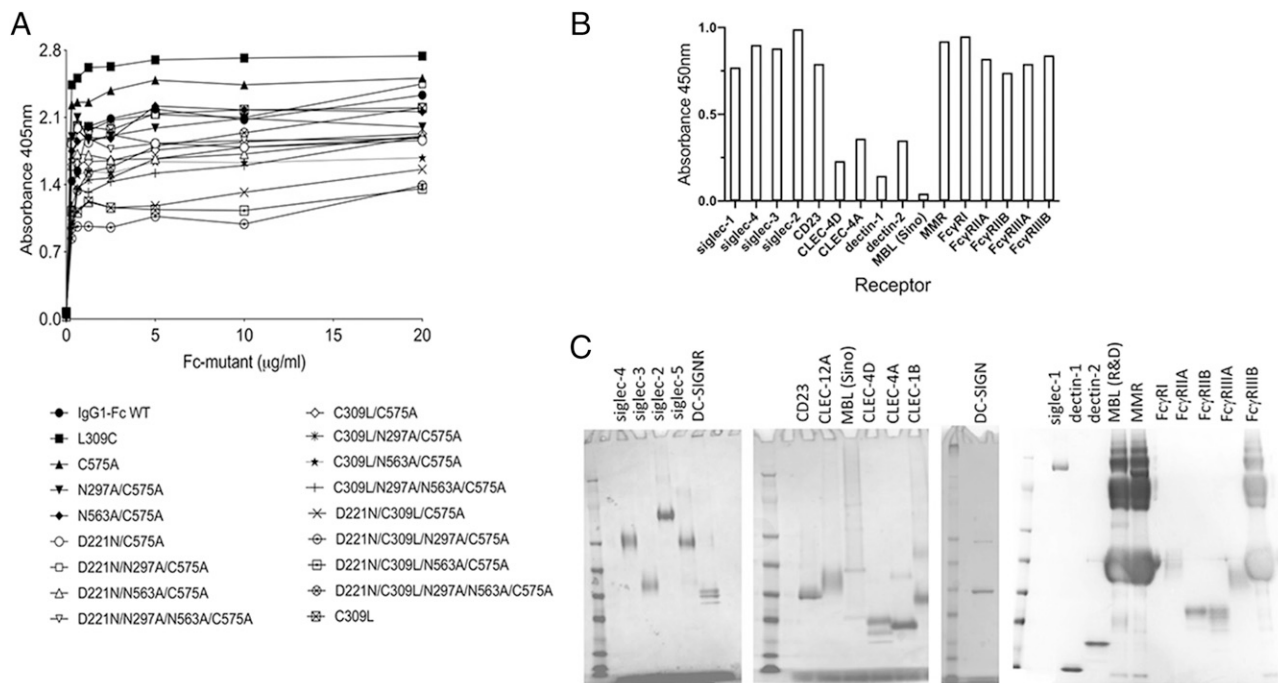 A
2.8
2.1
1.4
0.7
0.0
Absorbance 405nm
0 5 10 15 20
Fc-mutant (µg/ml)
IgG1-Fc WT
L309C
C575A
N297A/C575A
N563A/C575A
D221N/C575A
D221N/N297A/C575A
D221N/N563A/C575A
D221N/N297A/N563A/C575A
C309L/C575A
C309L/N297A/C575A
C309L/N563A/C575A
C309L/N297A/N563A/C575A
D221N/C309L/C575A
D221N/C309L/N297A/C575A
D221N/C309L/N563A/C575A
D221N/C309L/N297A/N563A/C575A
C309L
B
1.0
0.5
0.0
Absorbance 450nm
siglec-1
siglec-4
siglec-3
siglec-2
CD23
CLEC-4D
CLEC-4A
dectin-1
dectin-2
MBL (Sino)
MMR
FcγRI
FcγRIIA
FcγRIIB
FcγRIIIA
FcγRIIIB
Receptor
C
siglec-4
siglec-3
siglec-2
siglec-5
DC-SIGNR
CD23
CLEC-12A
MBL (Sino)
CLEC-4D
CLEC-4A
CLEC-1B
DC-SIGN
siglec-1
dectin-1
dectin-2
MBL (R&D)
MMR
FcγRI
FcγRIIA
FcγRIIB
FcγRIIIA
FcγRIIIB